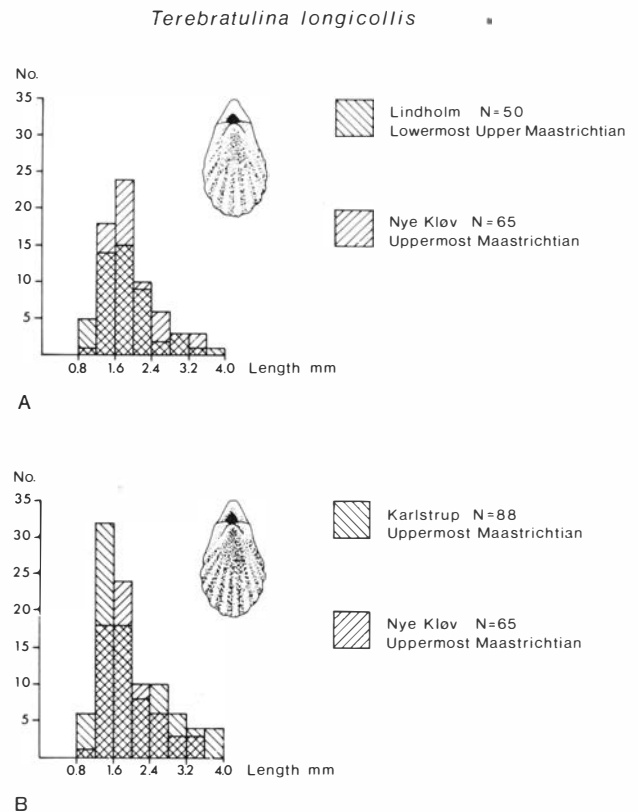 Terebratulina longicollis
No.
35
30
25
20
15
10
5
0.8 1.6 2.4 3.2 4.0 Length mm
Lindholm N=50
Lowermost Upper Maastrichtian
Nye Kløv N=65
Uppermost Maastrichtian
A
No.
35
30
25
20
15
10
5
0.8 1.6 2.4 3.2 4.0 Length mm
Karlstrup N=88
Uppermost Maastrichtian
Nye Kløv N=65
Uppermost Maastrichtian
B